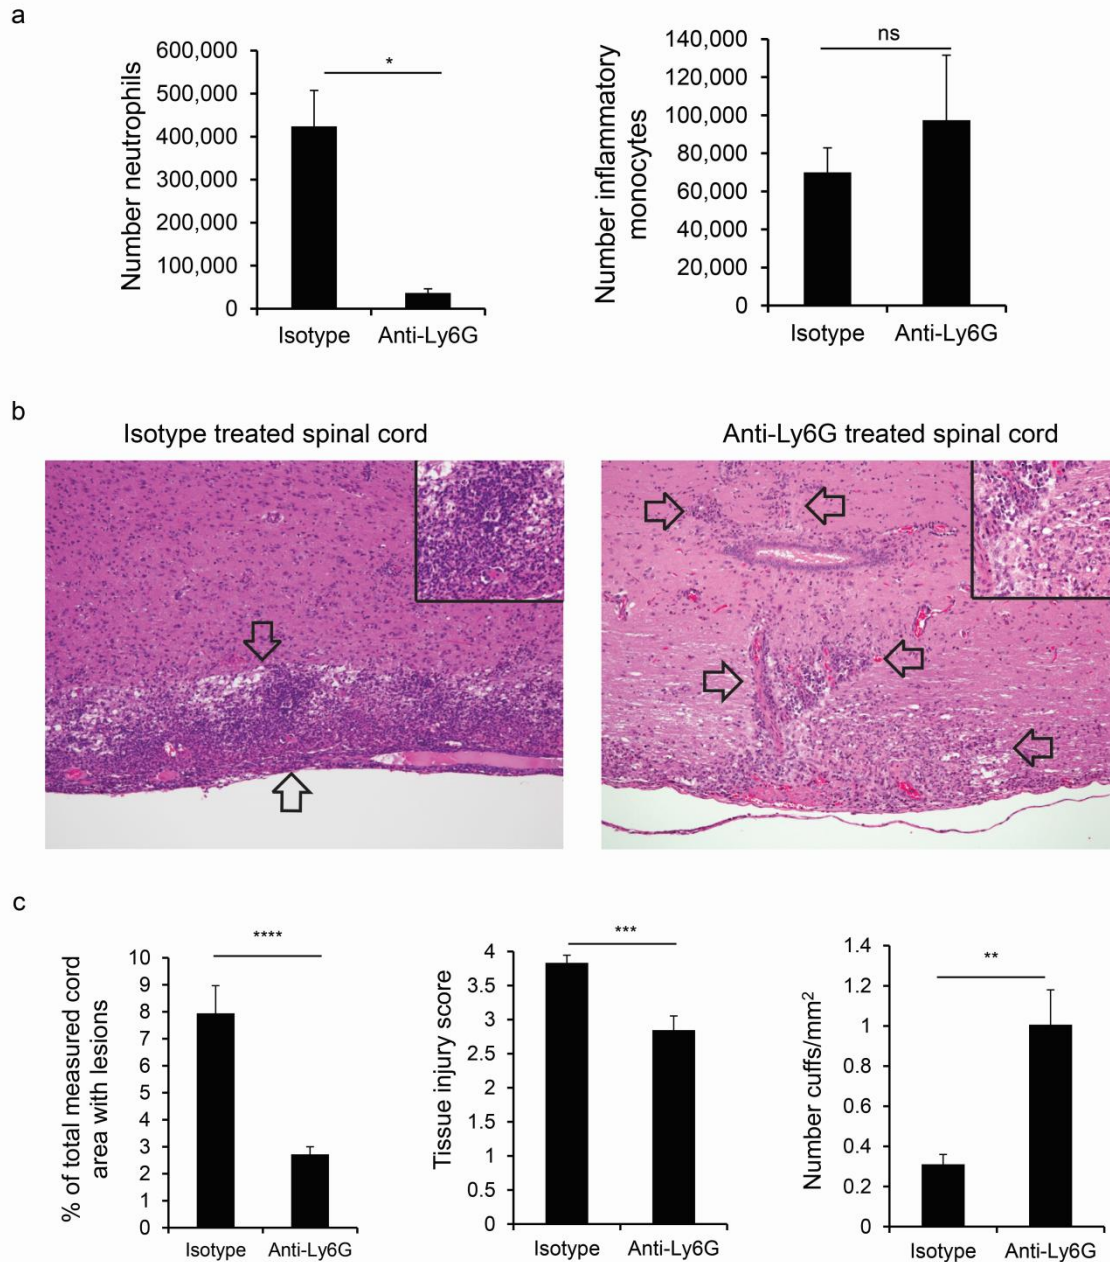 a
600,000
500,000
400,000
300,000
200,000
100,000
0
Number neutrophils
*
Isotype
Anti-Ly6G
140,000
120,000
100,000
80,000
60,000
40,000
20,000
0
Number inflammatory
monocytes
ns
Isotype
Anti-Ly6G
b
Isotype treated spinal cord
Anti-Ly6G treated spinal cord
c
10
9
8
7
6
5
4
3
2
1
0
% of total measured cord
area with lesions
****
Isotype
Anti-Ly6G
4
3.5
3
2.5
2
1.5
1
0.5
0
Tissue injury score
***
Isotype
Anti-Ly6G
1.4
1.2
1
0.8
0.6
0.4
0.2
0
Number cuffs/mm²
**
Isotype
Anti-Ly6G